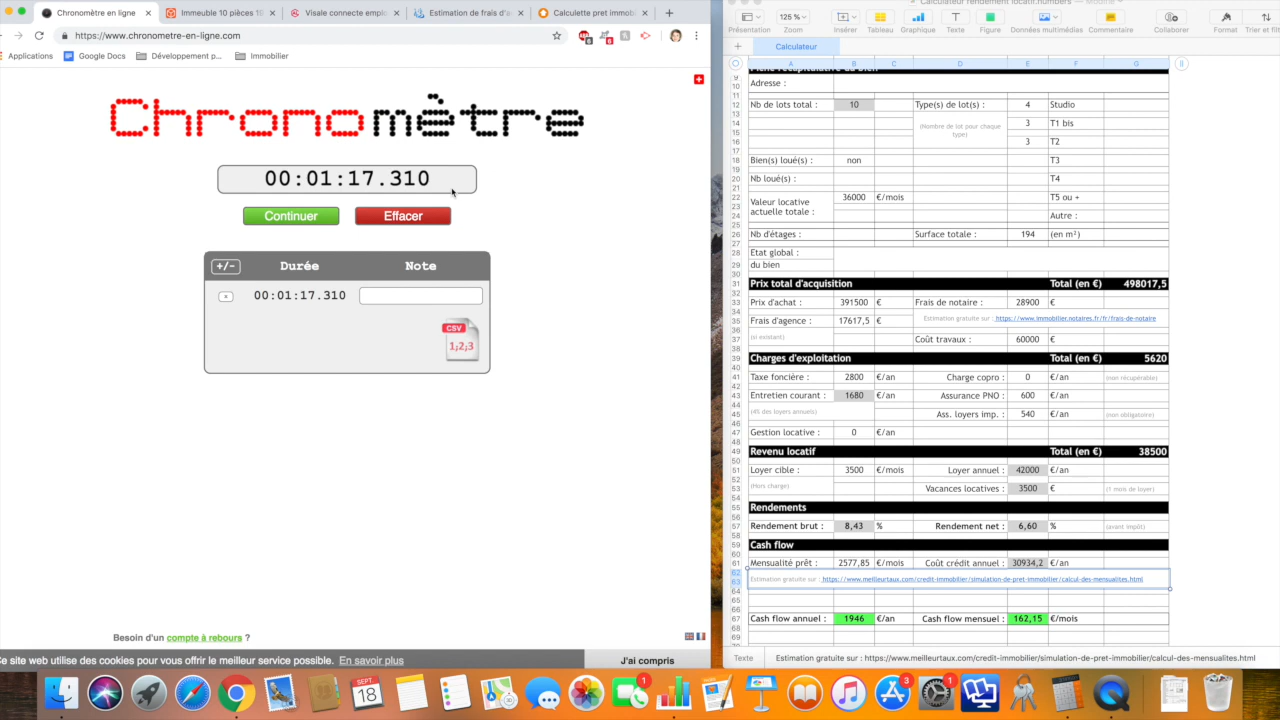 Chronomètre en ligne
Immeuble 10 pièces 19
Visale connecte emploi
Estimation de frais d'a
Calculette pret immobi
https://www.chronometre-en-ligne.com
Applications
Google Docs
Développement p...
Immobilier
Chronomètre
00:01:17.310
Continuer
Effacer
+/-
Durée
Note
x
00:01:17.310
CSV
1;2;3
Besoin d'un compte à rebours ?
Ce site web utilise des cookies pour vous offrir le meilleur service possible. En savoir plus
J'ai compris
Calculateur rendement locatif.numbers
126 %
Présentation
Zoom
Insérer
Tableau
Graphique
Texte
Figure
Données multimédias
Commentaire
Collaborer
Format
Trier et filt
Calculateur
A B C D E F G
Adresse :
Nb de lots total : 10 Type(s) de lot(s) : 4 Studio
(Nombre de lot pour chaque type) 3 T1 bis
3 T2
Bien(s) loué(s) : non T3
Nb loué(s) : T4
Valeur locative actuelle totale : 36000 €/mois T5 ou +
Autre :
Nb d'étages : Surface totale : 194 (en m²)
Etat global
du bien
Prix total d'acquisition Total (en €) 498017,5
Prix d'achat : 391500 € Frais de notaire : 28900 €
Frais d'agence : 17617,5 € Estimation gratuite sur : https://www.immobilier.notaires.fr/fr/frais-de-notaire
(si existant) Coût travaux : 60000 €
Charges d'exploitation Total (en €) 5620
Taxe foncière : 2800 €/an Charge copro : 0 €/an (non récupérable)
Entretien courant : 1680 €/an Assurance PNO : 600 €/an
(4% des loyers annuels) Ass. loyers imp. : 540 €/an (non obligatoire)
Gestion locative : 0 €/an
Revenu locatif Total (en €) 38500
Loyer cible : 3500 €/mois Loyer annuel : 42000 €/an
(Hors charge) Vacances locatives : 3500 € (1 mois de loyer)
Rendements
Rendement brut : 8,43 % Rendement net : 6,60 % (avant impôt)
Cash flow
Mensualité prêt : 2577,85 €/mois Coût crédit annuel : 30934,2 €/an
Estimation gratuite sur : https://www.meilleurtaux.com/credit-immobilier/simulation-de-pret-immobilier/calcul-des-mensualites.html
Cash flow annuel : 1946 €/an Cash flow mensuel : 162,15 €/mois
Texte
Estimation gratuite sur : https://www.meilleurtaux.com/credit-immobilier/simulation-de-pret-immobilier/calcul-des-mensualites.html
SEPT.
18
1
3
1